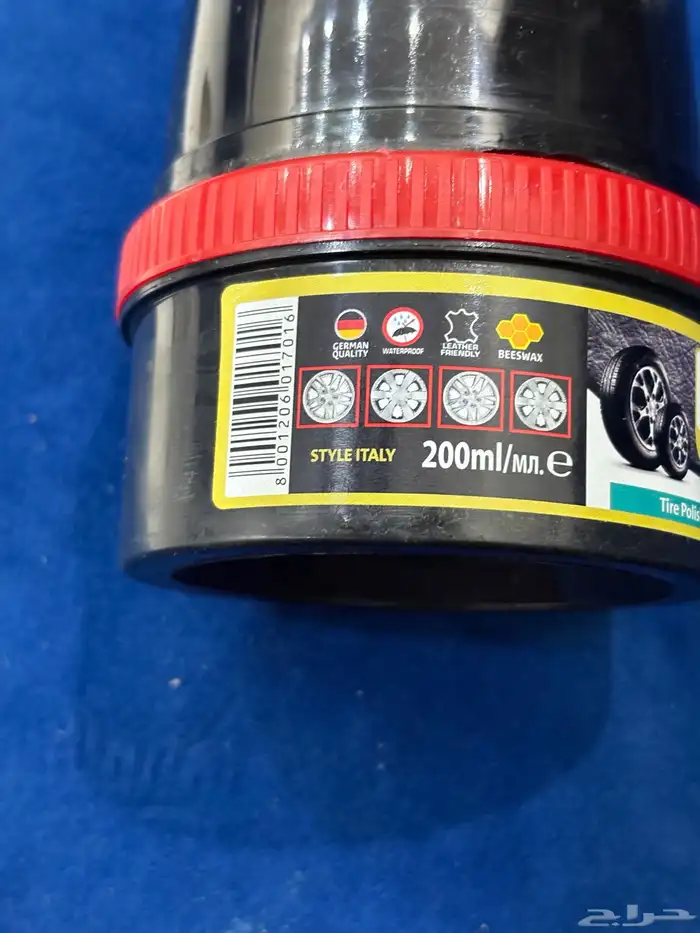 GERMAN
QUALITY
WATERPROOF
LEATHER
FRIENDLY
BEESWAX
8 001206 017016
STYLE ITALY
200ml/мл.℮
Tire Polis
حراج